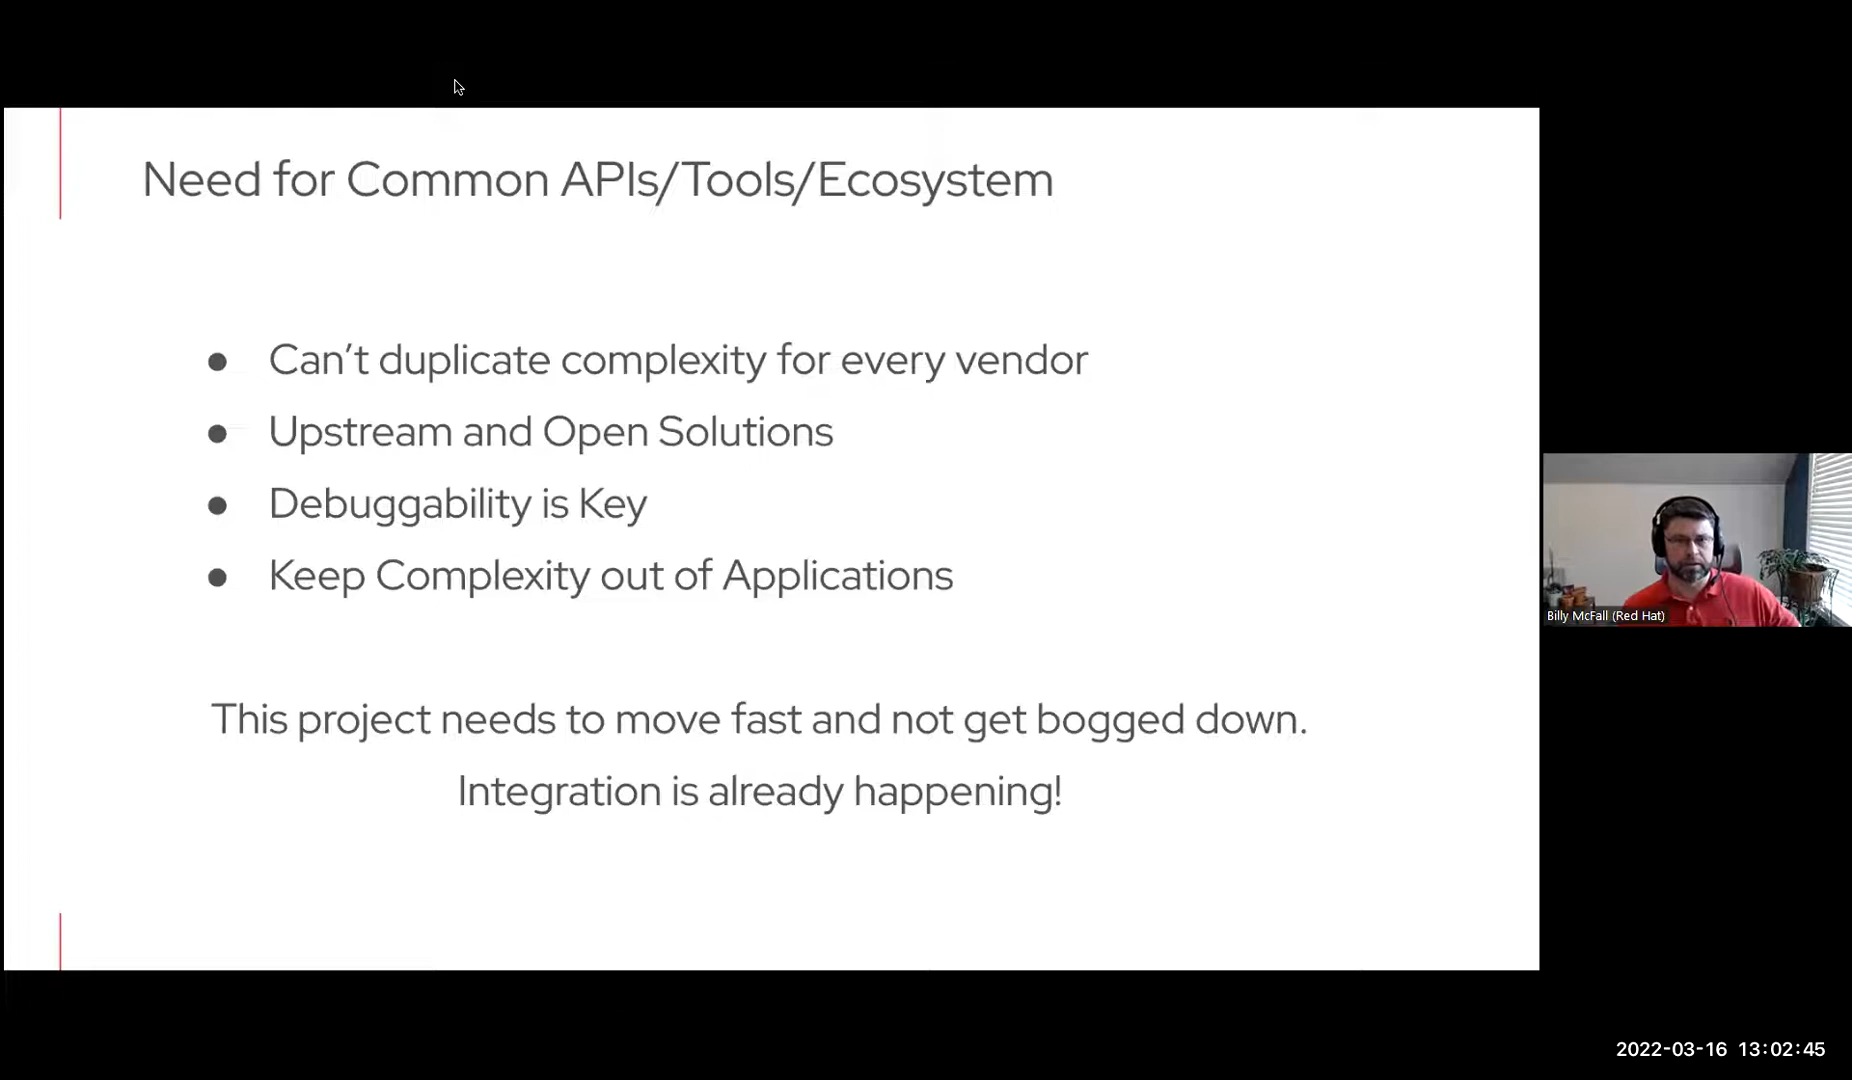 Need for Common APIs/Tools/Ecosystem
● Can’t duplicate complexity for every vendor
● Upstream and Open Solutions
● Debuggability is Key
● Keep Complexity out of Applications
This project needs to move fast and not get bogged down.
Integration is already happening!
Billy McFall (Red Hat)
2022-03-16 13:02:45